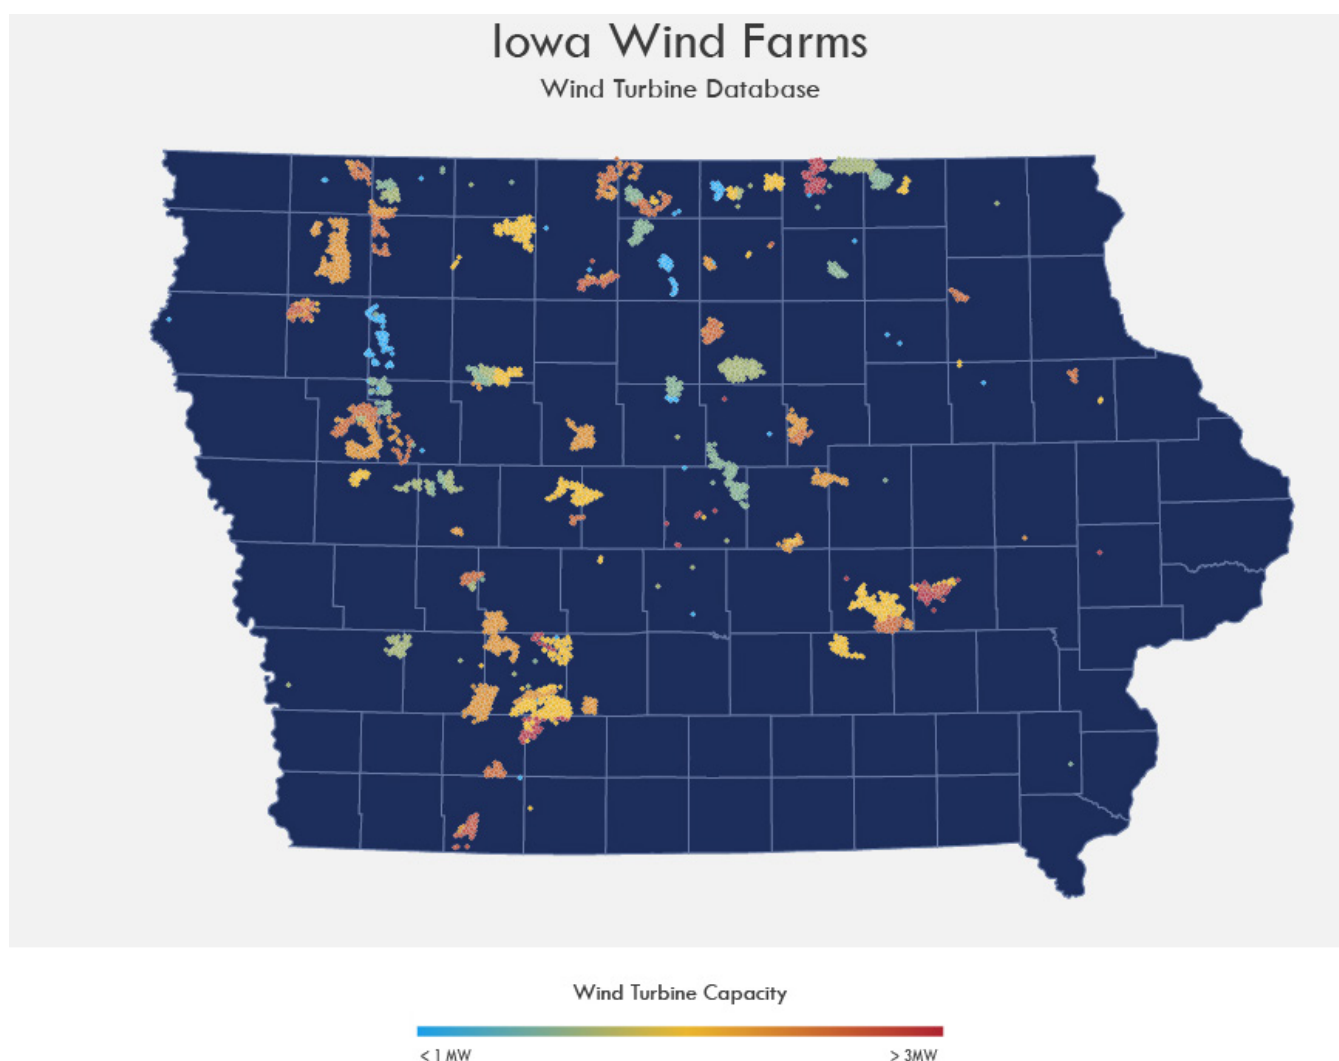 Iowa Wind Farms
Wind Turbine Database
Wind Turbine Capacity
< 1 MW
> 3MW